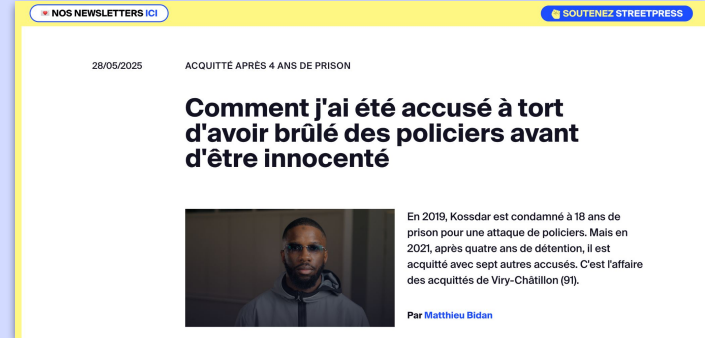 NOS NEWSLETTERS ICI
SOUTENEZ STREETPRESS
28/05/2025
ACQUITTÉ APRÈS 4 ANS DE PRISON
Comment j'ai été accusé à tort
d'avoir brûlé des policiers avant
d'être innocenté
En 2019, Kossdar est condamné à 18 ans de
prison pour une attaque de policiers. Mais en
2021, après quatre ans de détention, il est
acquitté avec sept autres accusés. C'est l'affaire
des acquittés de Viry-Châtillon (91).
Par Matthieu Bidan